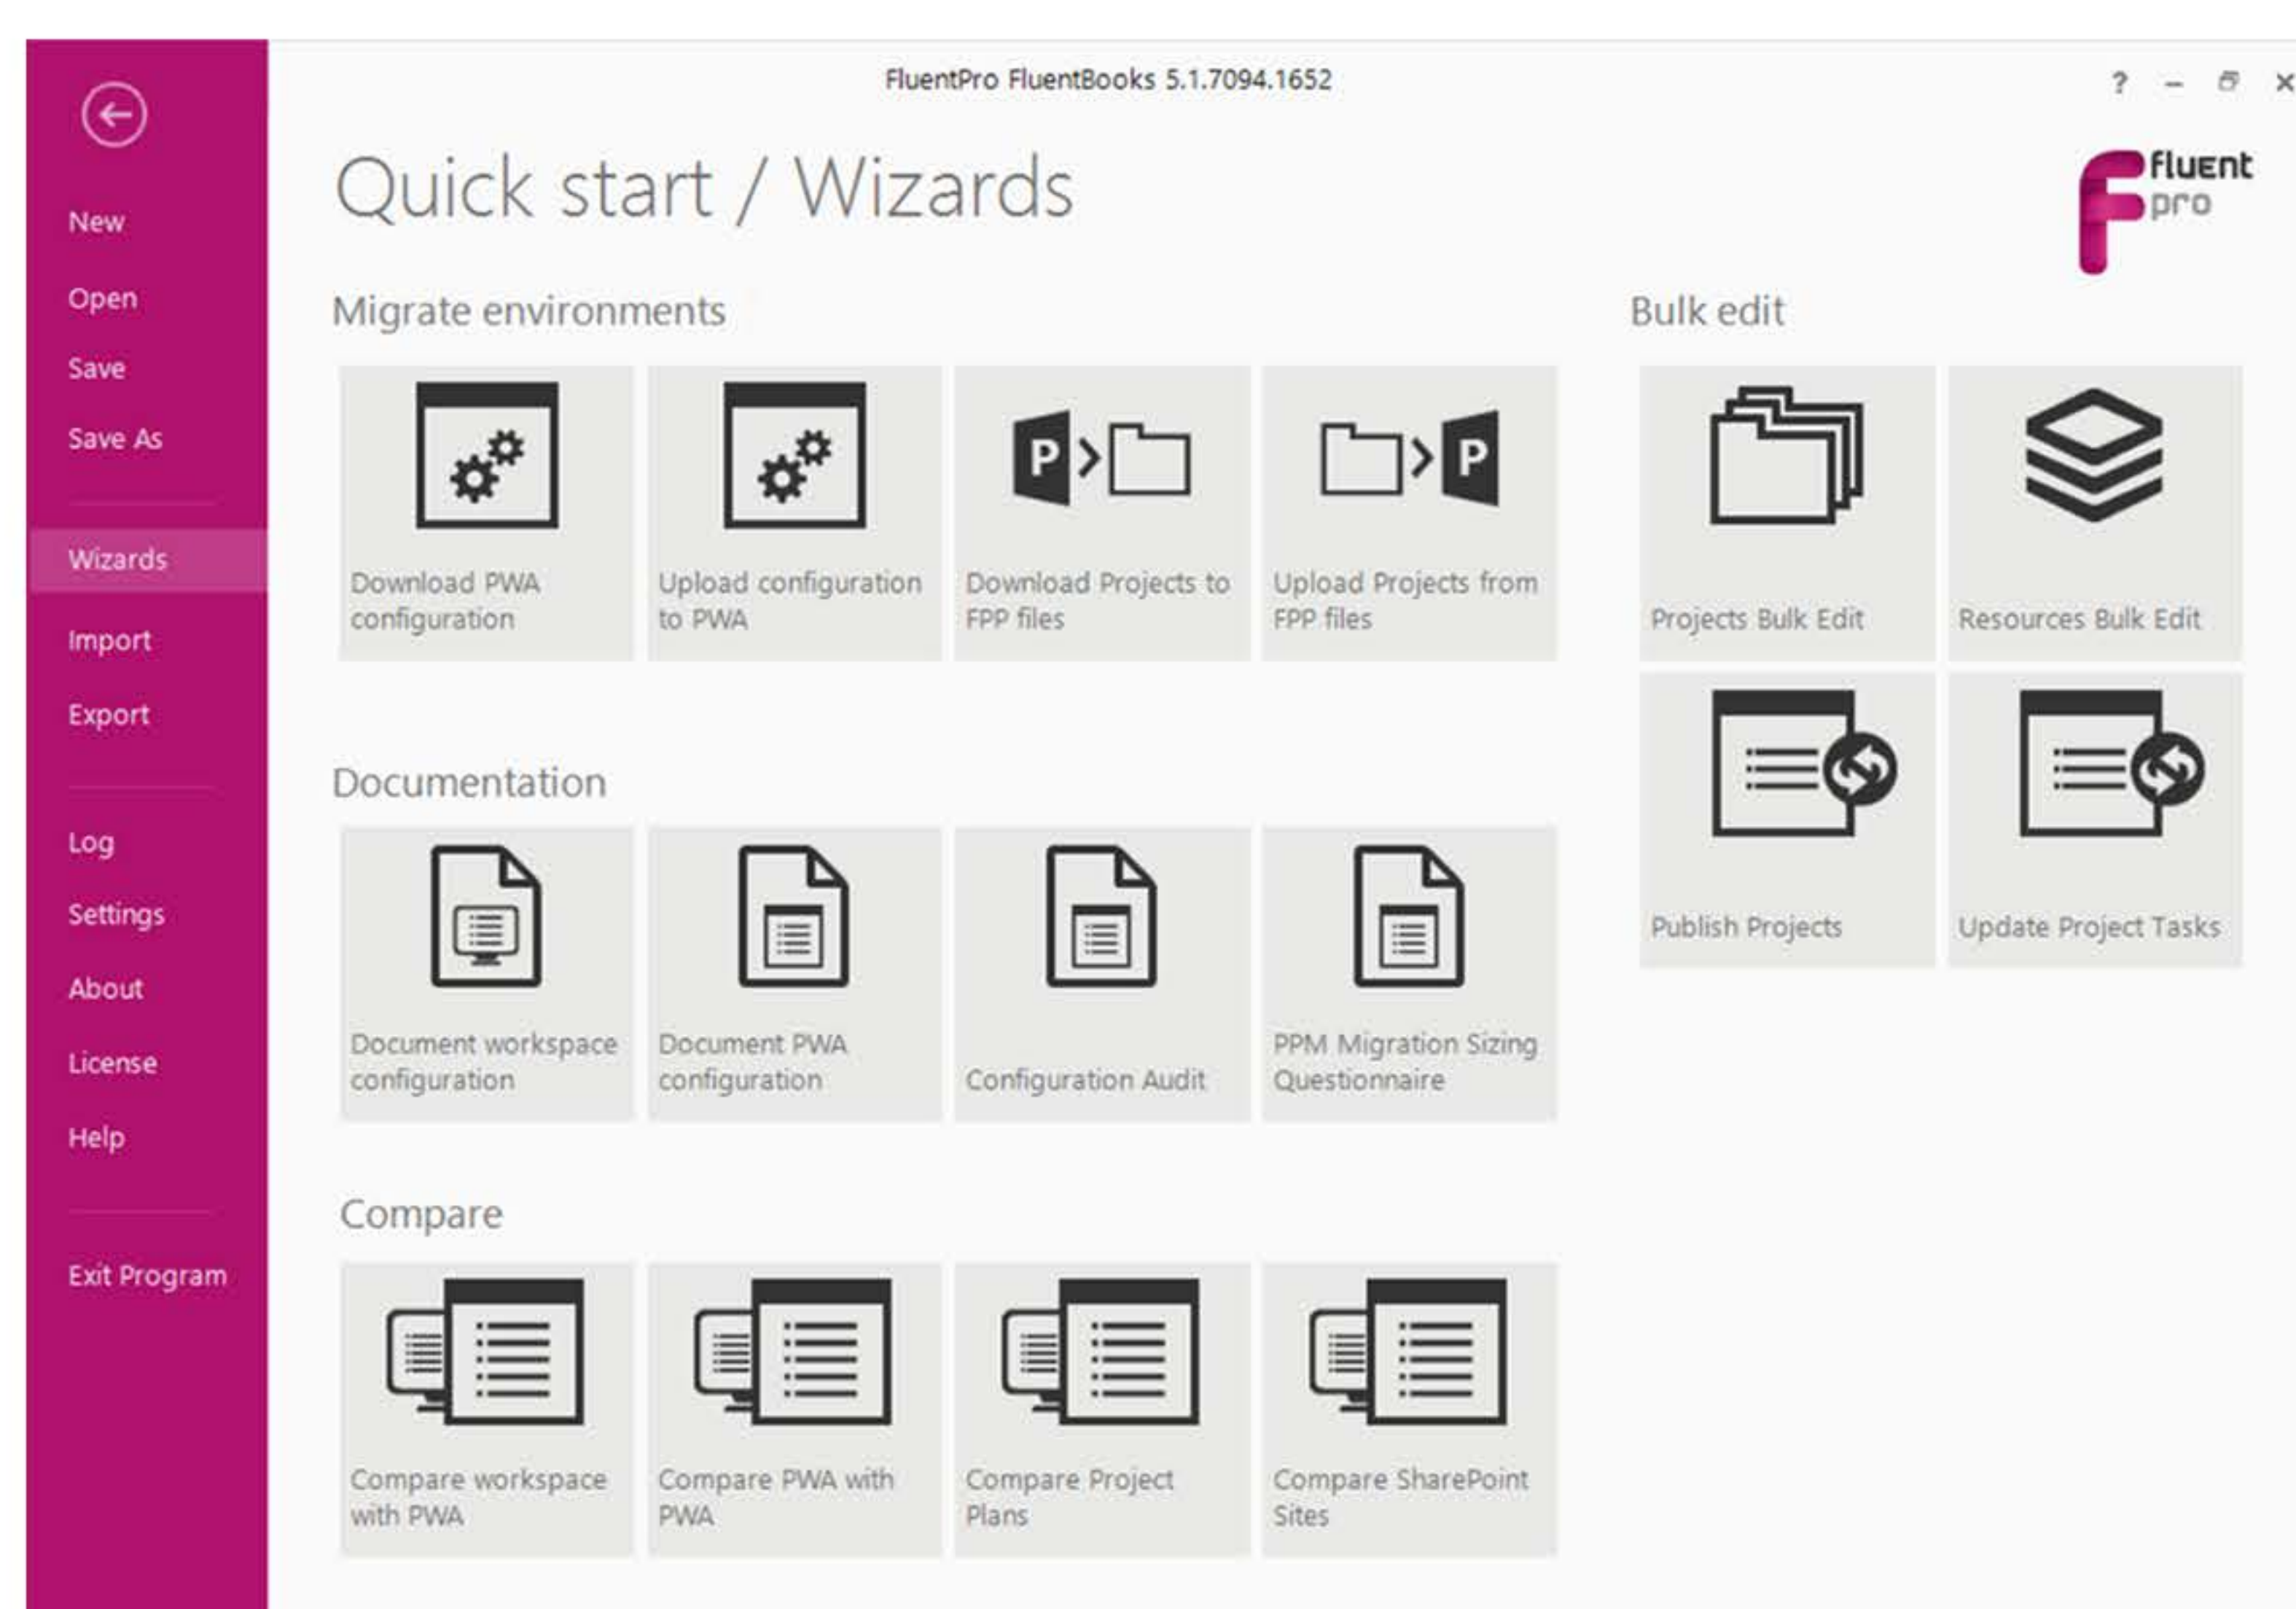 FluentPro FluentBooks 5.1.7094.1652
?
New
Open
Save
Save As
Wizards
Import
Export
Log
Settings
About
License
Help
Exit Program
Quick start / Wizards
fluent
pro
Migrate environments
Download PWA
configuration
Upload configuration
to PWA
P
Download Projects to
FPP files
P
Upload Projects from
FPP files
Bulk edit
Projects Bulk Edit
Resources Bulk Edit
Publish Projects
Update Project Tasks
Documentation
Document workspace
configuration
Document PWA
configuration
Configuration Audit
PPM Migration Sizing
Questionnaire
Compare
Compare workspace
with PWA
Compare PWA with
PWA
Compare Project
Plans
Compare SharePoint
Sites